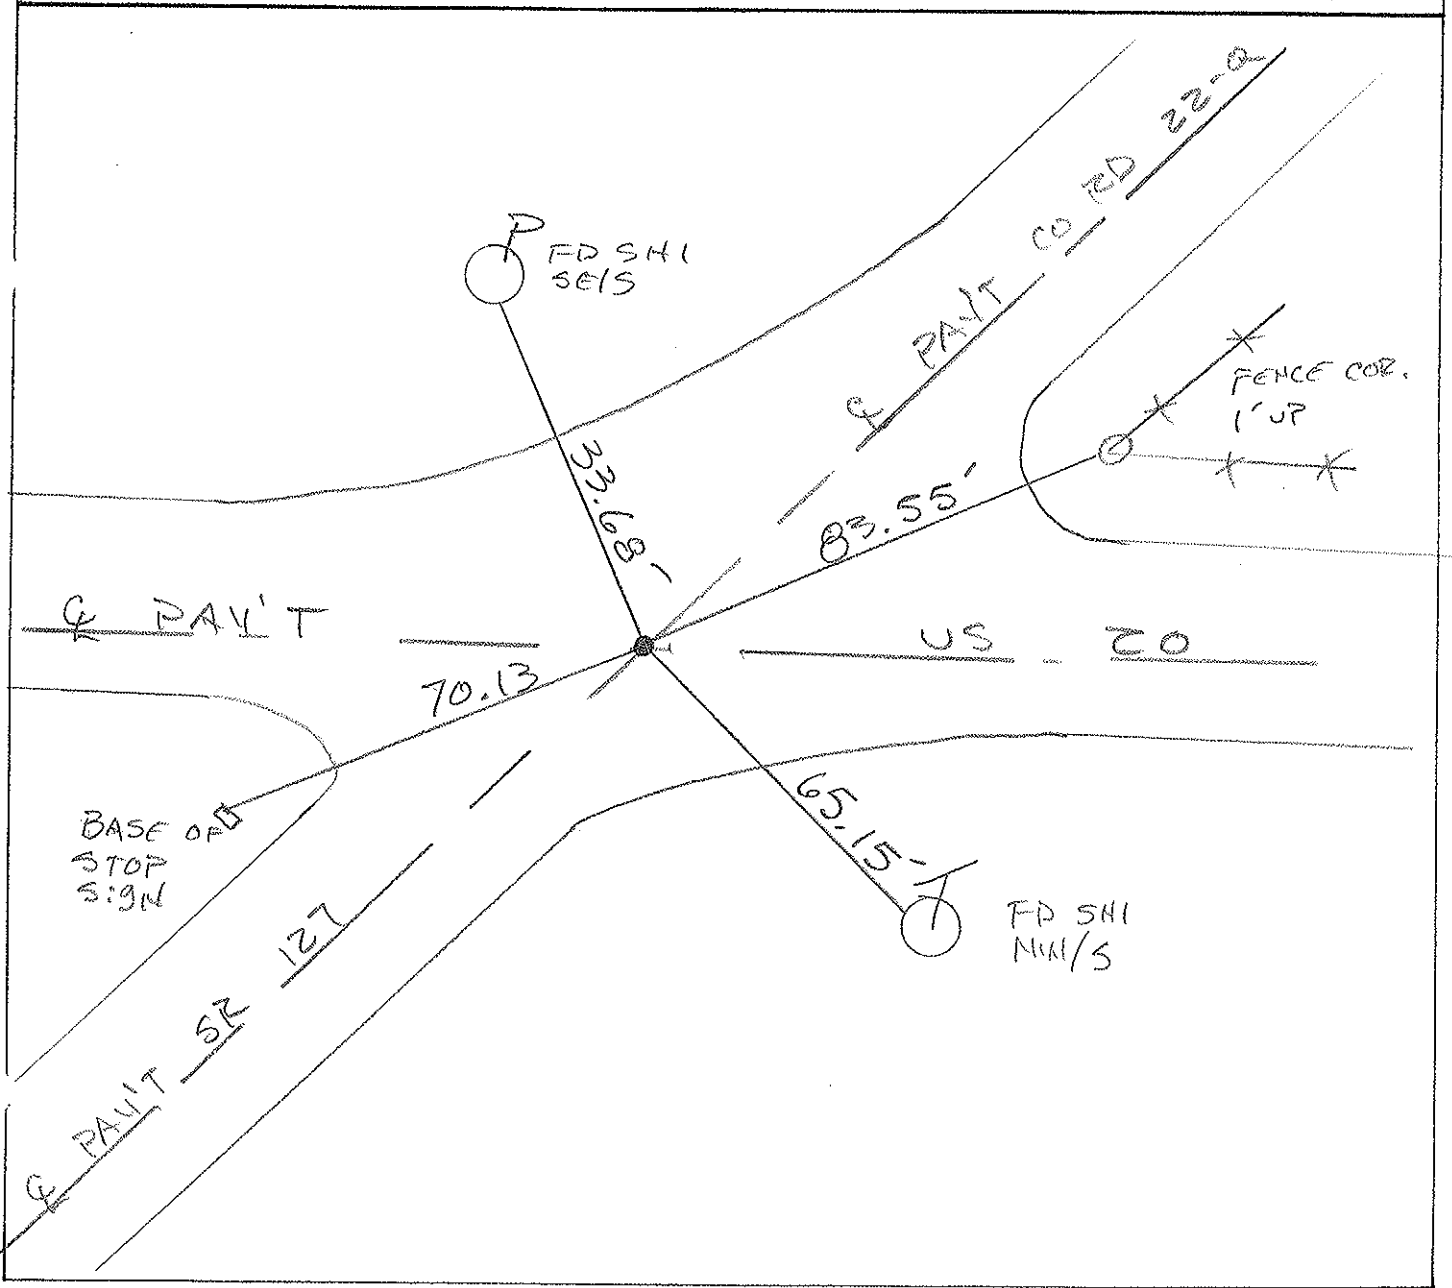 ℄ PAV'T CO RD 22-Q
P
FD SHI
SE/S
FENCE COR.
1' UP
33.68'
83.55'
℄ PAV'T
US 20
70.13
65.15'
BASE OF
STOP
SigN
T
FD SHI
NW/S
℄ PAV'T SR 127